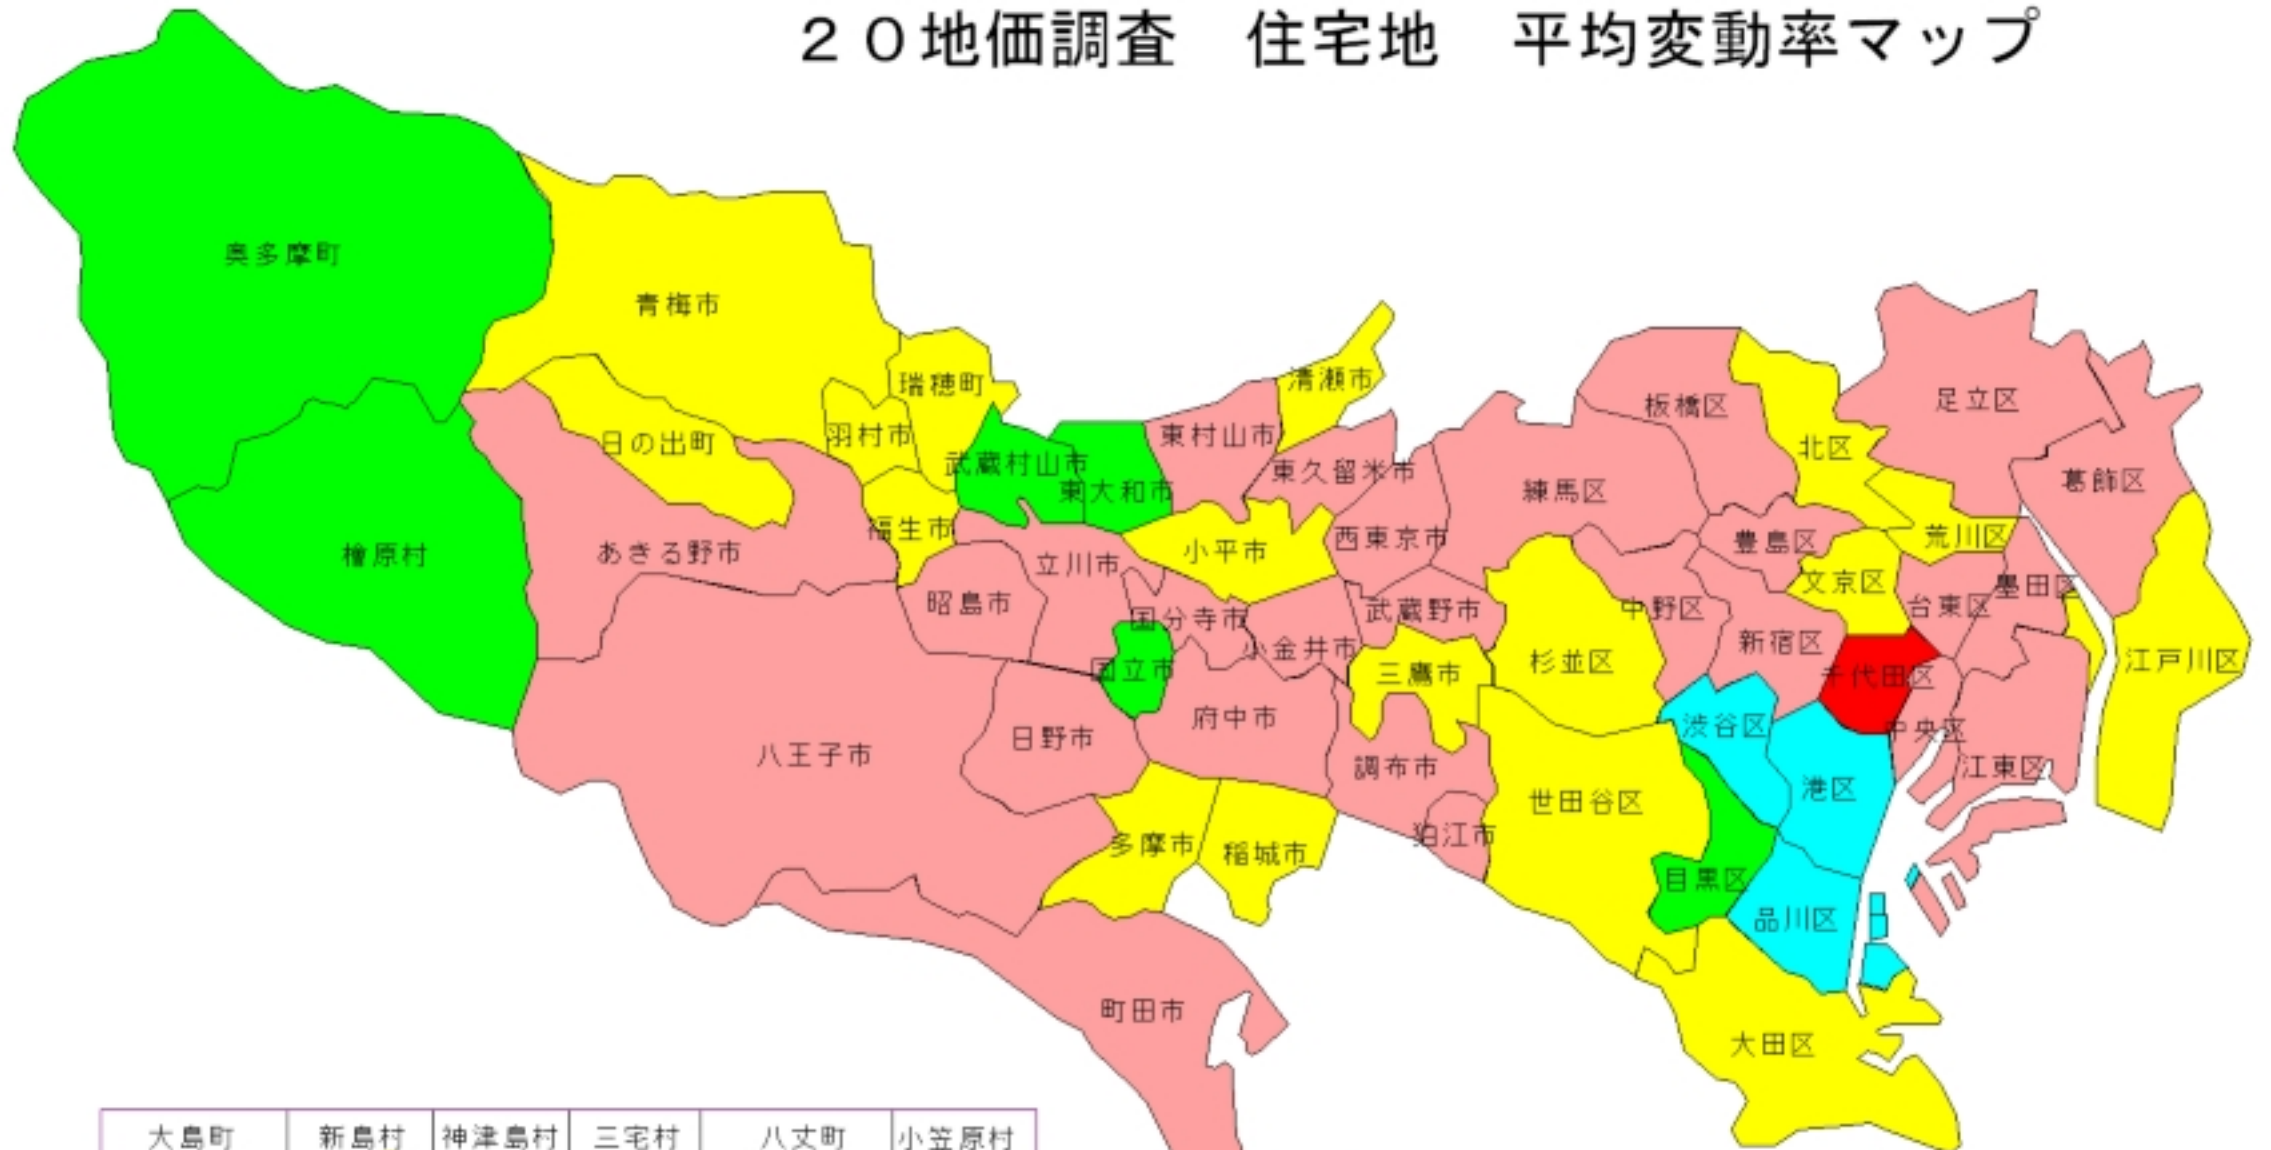 ２０地価調査　住宅地　平均変動率マップ
奥多摩町
青梅市
瑞穂町
清瀬市
日の出町
羽村市
武蔵村山市
東大和市
東村山市
東久留米市
板橋区
足立区
北区
葛飾区
練馬区
檜原村
あきる野市
福生市
立川市
小平市
西東京市
豊島区
荒川区
昭島市
国分寺市
武蔵野市
中野区
文京区
台東区
墨田区
国立市
小金井市
三鷹市
杉並区
新宿区
千代田区
江戸川区
八王子市
日野市
府中市
調布市
渋谷区
中央区
江東区
多摩市
稲城市
狛江市
世田谷区
港区
目黒区
品川区
町田市
大田区
大島町　新島村　神津島村　三宅村　八丈町　小笠原村